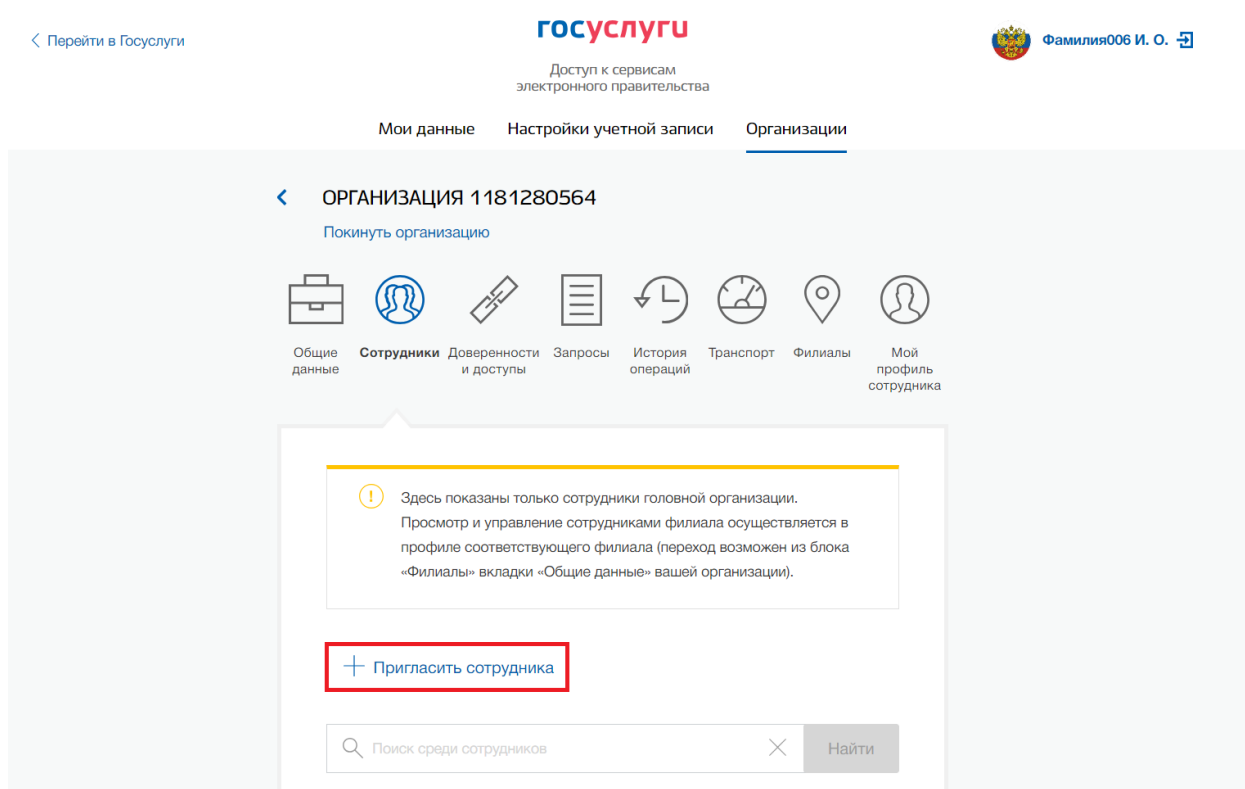 Перейти в Госуслуги
госуслуги
Фамилия006 И. О.
Доступ к сервисам
электронного правительства
Мои данные Настройки учетной записи Организации
ОРГАНИЗАЦИЯ 1181280564
Покинуть организацию
Общие данные
Сотрудники
Доверенности и доступы
Запросы
История операций
Транспорт
Филиалы
Мой профиль сотрудника
! Здесь показаны только сотрудники головной организации.
Просмотр и управление сотрудниками филиала осуществляется в
профиле соответствующего филиала (переход возможен из блока
«Филиалы» вкладки «Общие данные» вашей организации).
Пригласить сотрудника
Поиск среди сотрудников Найти